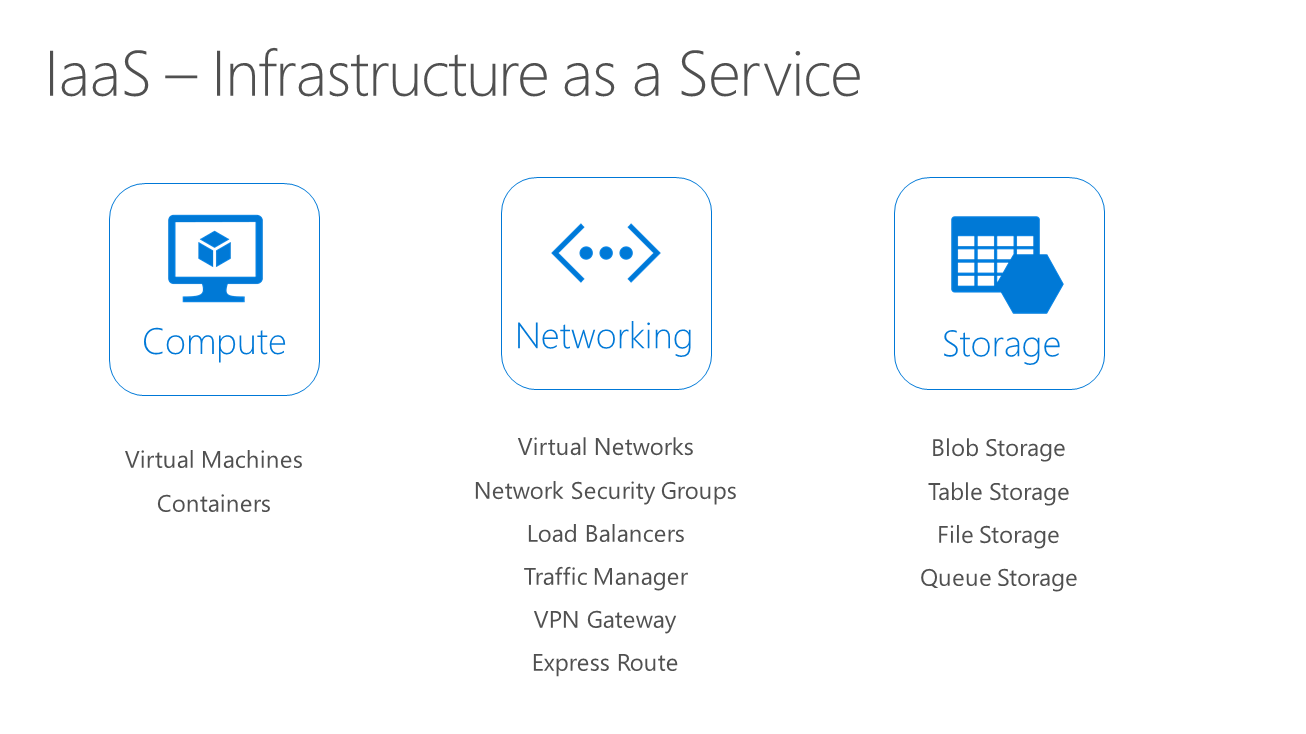 IaaS – Infrastructure as a Service
Compute
Virtual Machines
Containers
Networking
Virtual Networks
Network Security Groups
Load Balancers
Traffic Manager
VPN Gateway
Express Route
Storage
Blob Storage
Table Storage
File Storage
Queue Storage